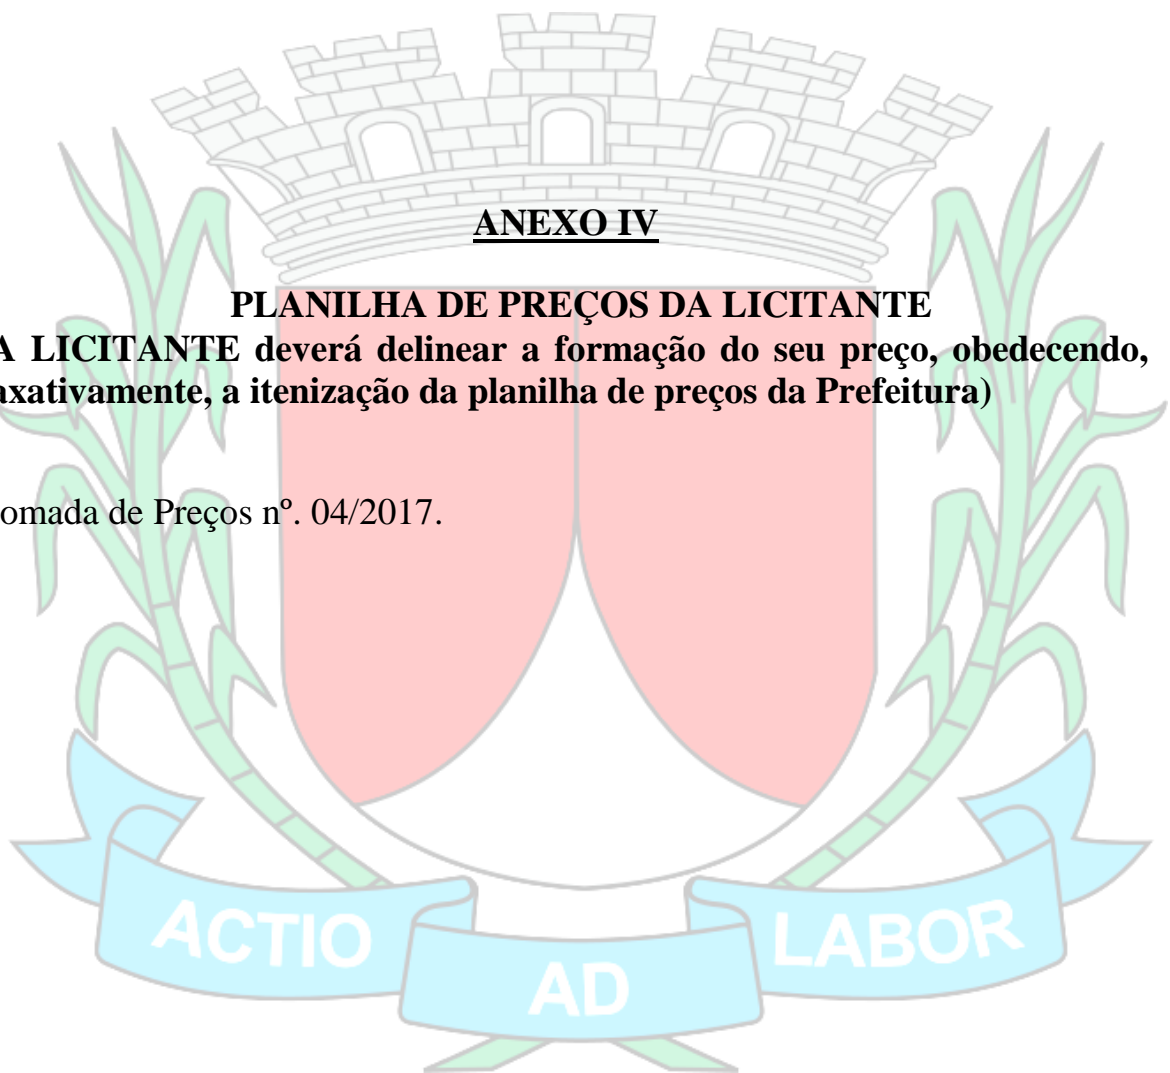 ANEXO IV
PLANILHA DE PREÇOS DA LICITANTE
A LICITANTE deverá delinear a formação do seu preço, obedecendo,
axativamente, a itenização da planilha de preços da Prefeitura)
omada de Preços nº. 04/2017.
ACTIO
AD
LABOR